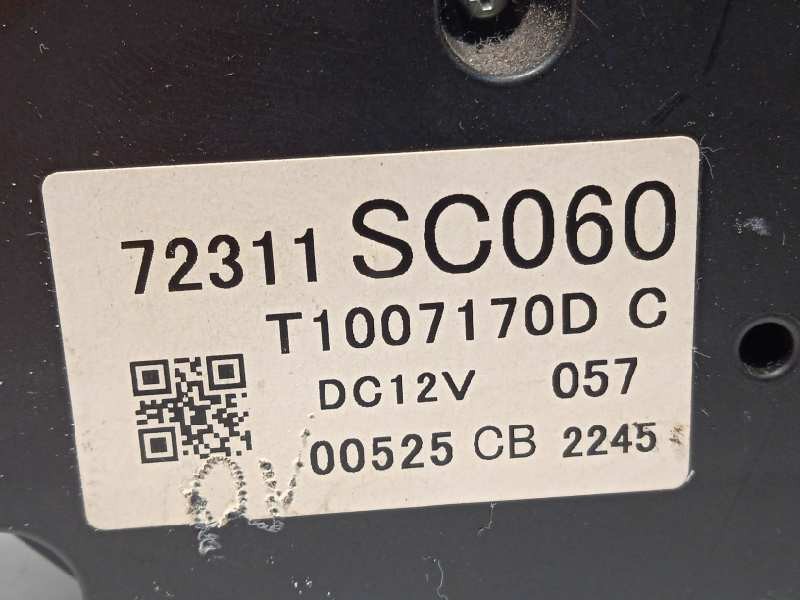 72311 SC060
T1007170D C
DC12V 057
00525 CB 2245